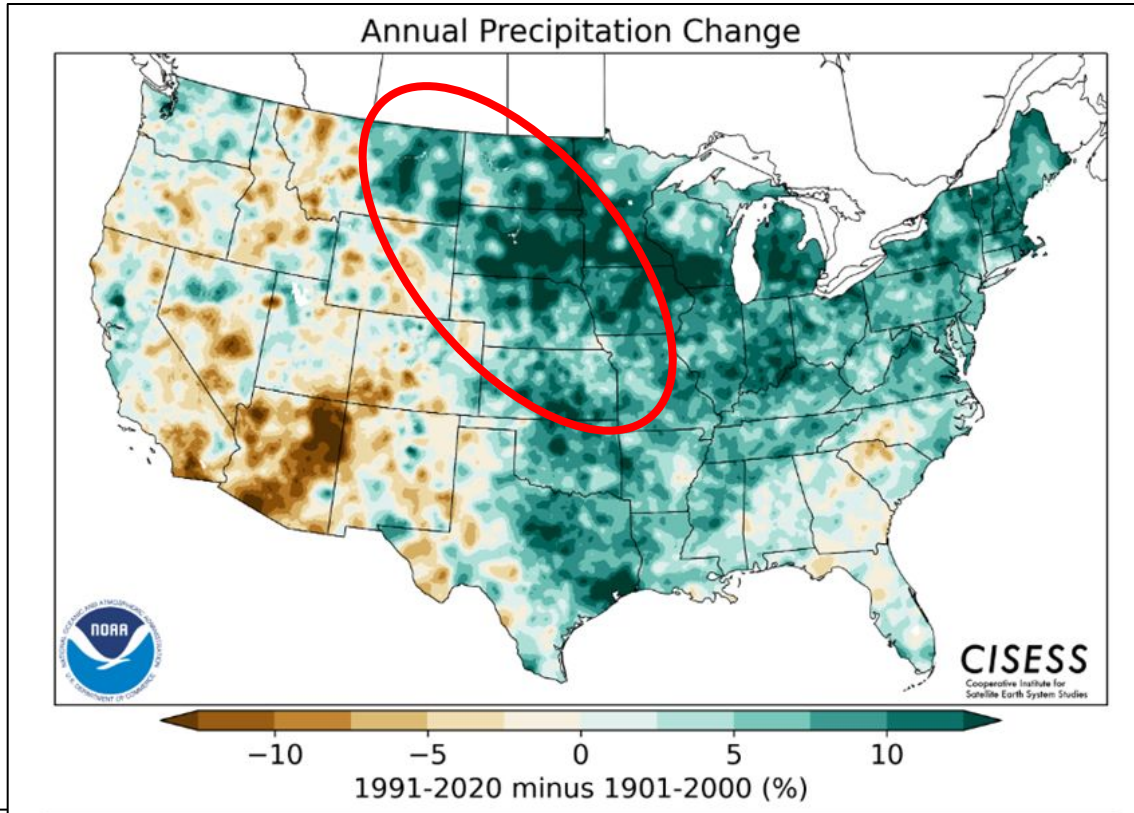 Annual Precipitation Change
NATIONAL OCEANIC AND ATMOSPHERIC ADMINISTRATION
NOAA
U.S. DEPARTMENT OF COMMERCE
CISESS
Cooperative Institute for
Satellite Earth System Studies
−10 −5 0 5 10
1991-2020 minus 1901-2000 (%)